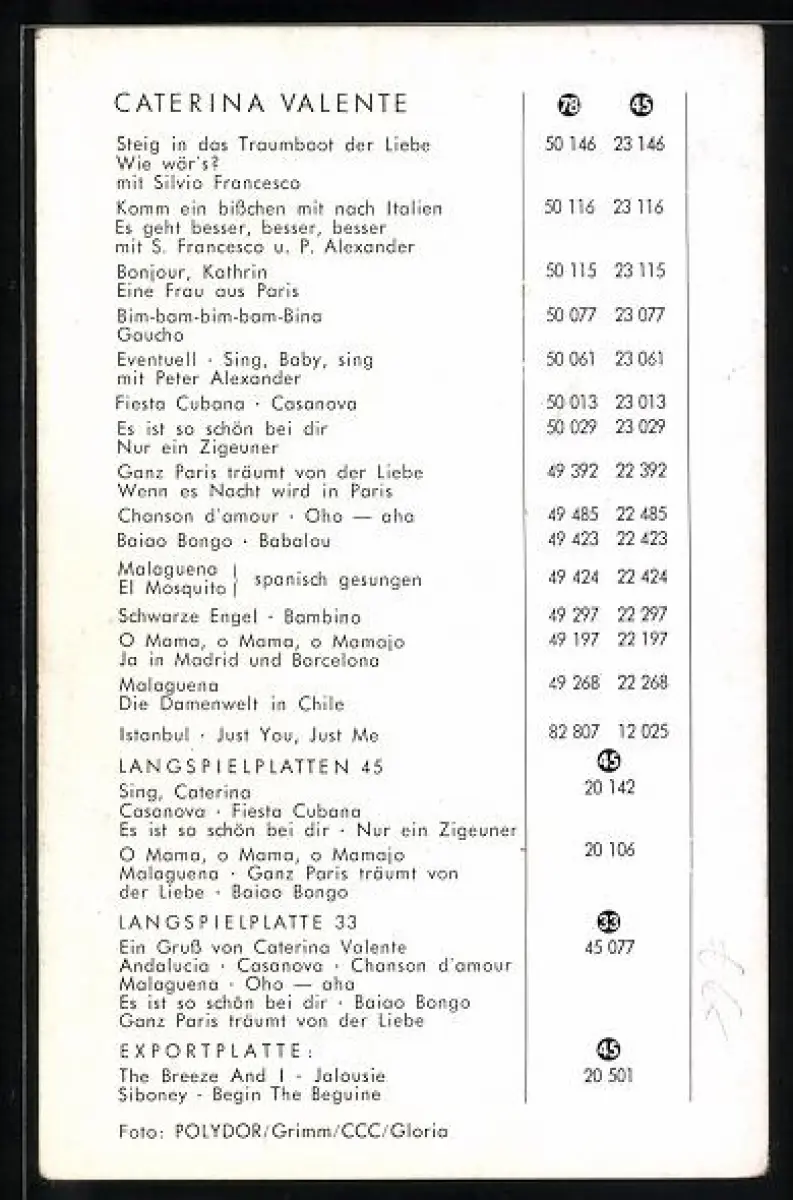 CATERINA VALENTE 78 45
Steig in das Traumboot der Liebe 50 146 23 146
Wie wär's?
mit Silvio Francesco
Komm ein bißchen mit nach Italien 50 116 23 116
Es geht besser, besser, besser
mit S. Francesco u. P. Alexander
Bonjour, Kathrin 50 115 23 115
Eine Frau aus Paris
Bim-bam-bim-bam-Bina 50 077 23 077
Gaucho
Eventuell · Sing, Baby, sing 50 061 23 061
mit Peter Alexander
Fiesta Cubana · Casanova 50 013 23 013
Es ist so schön bei dir 50 029 23 029
Nur ein Zigeuner
Ganz Paris träumt von der Liebe 49 392 22 392
Wenn es Nacht wird in Paris
Chanson d'amour · Oho — aha 49 485 22 485
Baiao Bongo · Babalou 49 423 22 423
Malaguena
El Mosquito } spanisch gesungen 49 424 22 424
Schwarze Engel - Bambino 49 297 22 297
O Mama, o Mama, o Mamajo 49 197 22 197
Ja in Madrid und Barcelona
Malaguena 49 268 22 268
Die Damenwelt in Chile
Istanbul · Just You, Just Me 82 807 12 025
LANGSPIELPLATTEN 45 45
Sing, Caterina 20 142
Casanova · Fiesta Cubana
Es ist so schön bei dir · Nur ein Zigeuner
O Mama, o Mama, o Mamajo 20 106
Malaguena · Ganz Paris träumt von
der Liebe · Baiao Bongo
LANGSPIELPLATTE 33 33
Ein Gruß von Caterina Valente 45 077
Andalucia · Casanova · Chanson d'amour
Malaguena · Oho — aha
Es ist so schön bei dir · Baiao Bongo
Ganz Paris träumt von der Liebe
EXPORTPLATTE: 45
The Breeze And I - Jalousie 20 501
Siboney - Begin The Beguine
Foto: POLYDOR/Grimm/CCC/Gloria